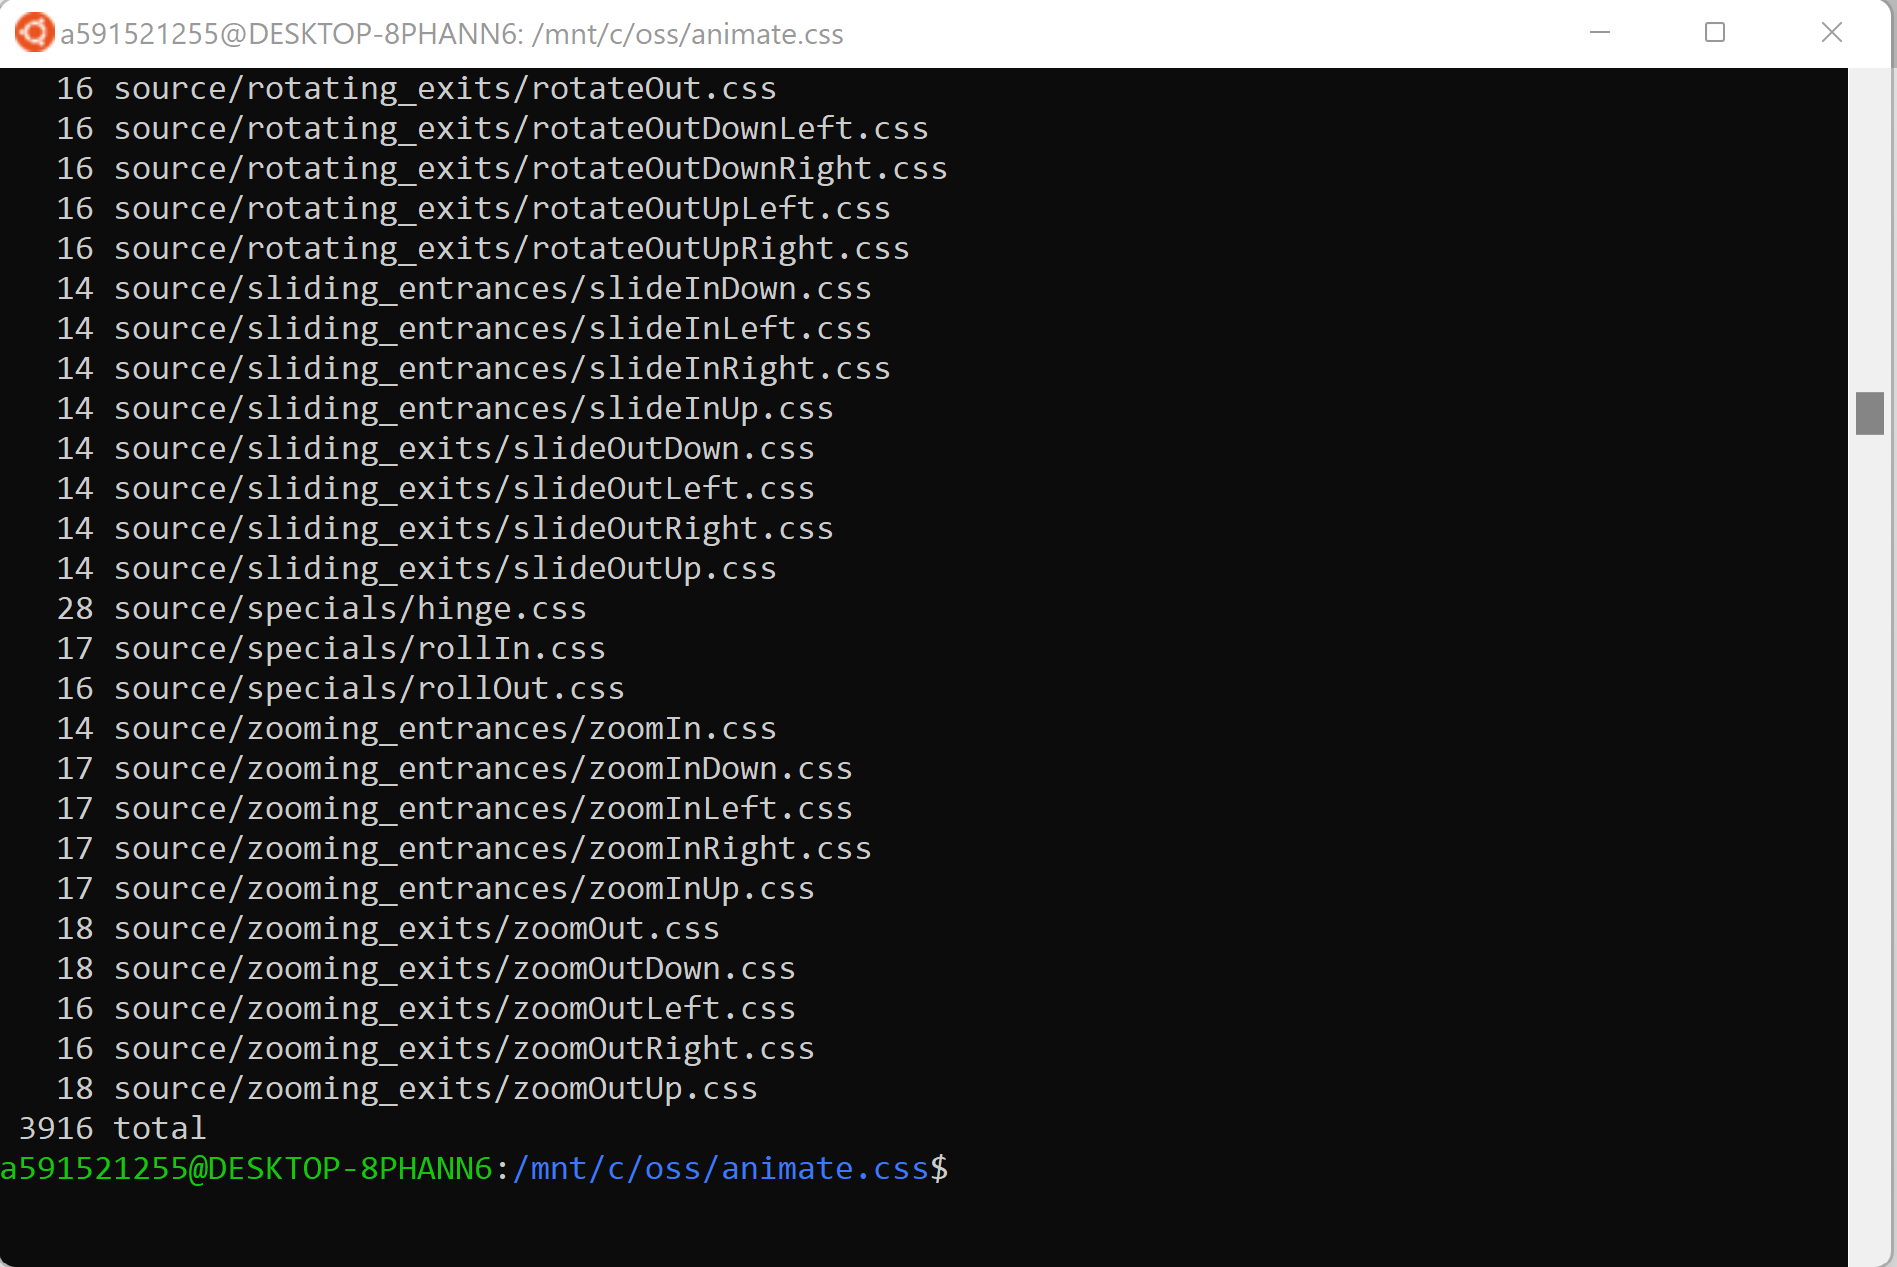 a591521255@DESKTOP-8PHANN6: /mnt/c/oss/animate.css
16 source/rotating_exits/rotateOut.css
16 source/rotating_exits/rotateOutDownLeft.css
16 source/rotating_exits/rotateOutDownRight.css
16 source/rotating_exits/rotateOutUpLeft.css
16 source/rotating_exits/rotateOutUpRight.css
14 source/sliding_entrances/slideInDown.css
14 source/sliding_entrances/slideInLeft.css
14 source/sliding_entrances/slideInRight.css
14 source/sliding_entrances/slideInUp.css
14 source/sliding_exits/slideOutDown.css
14 source/sliding_exits/slideOutLeft.css
14 source/sliding_exits/slideOutRight.css
14 source/sliding_exits/slideOutUp.css
28 source/specials/hinge.css
17 source/specials/rollIn.css
16 source/specials/rollOut.css
14 source/zooming_entrances/zoomIn.css
17 source/zooming_entrances/zoomInDown.css
17 source/zooming_entrances/zoomInLeft.css
17 source/zooming_entrances/zoomInRight.css
17 source/zooming_entrances/zoomInUp.css
18 source/zooming_exits/zoomOut.css
18 source/zooming_exits/zoomOutDown.css
16 source/zooming_exits/zoomOutLeft.css
16 source/zooming_exits/zoomOutRight.css
18 source/zooming_exits/zoomOutUp.css
3916 total
a591521255@DESKTOP-8PHANN6:/mnt/c/oss/animate.css$